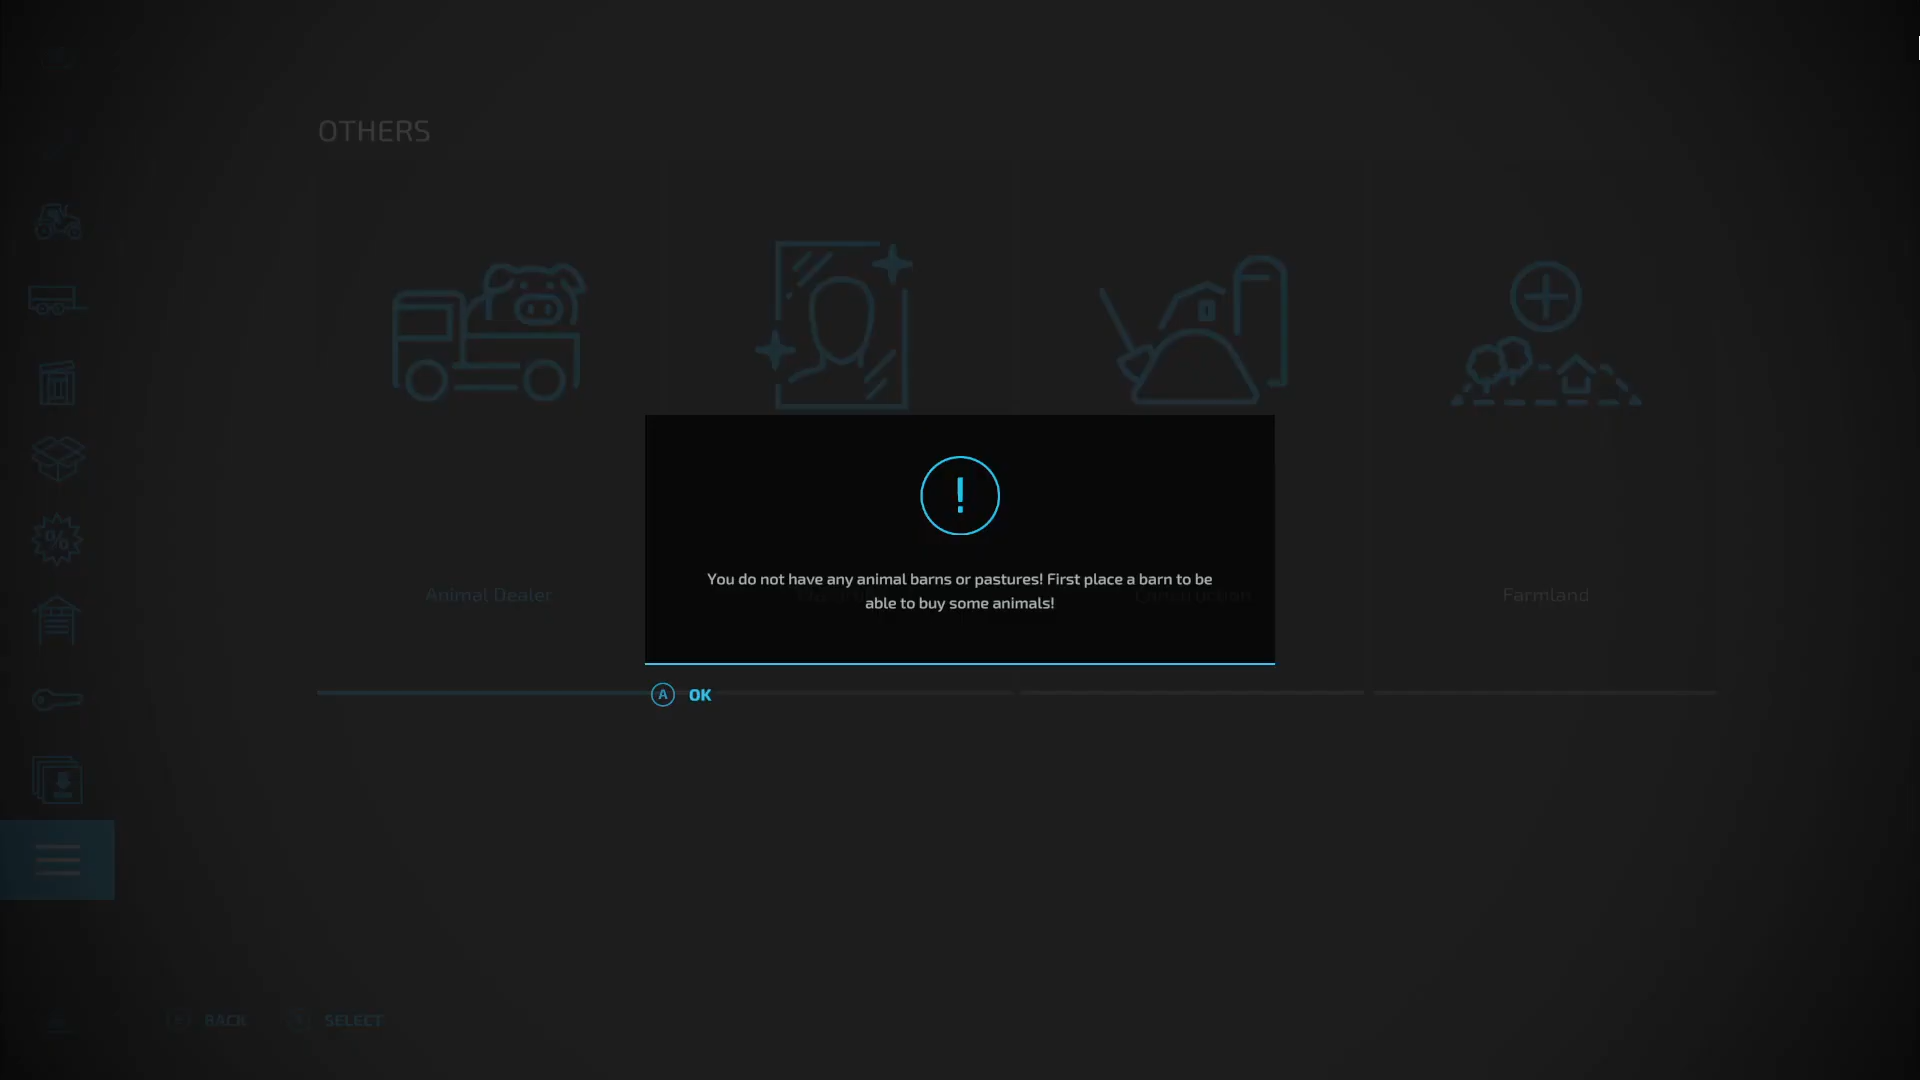 OTHERS
You do not have any animal barns or pastures! First place a barn to be
able to buy some animals!
Animal Dealer
Construction
Farmland
A OK
BACK
SELECT